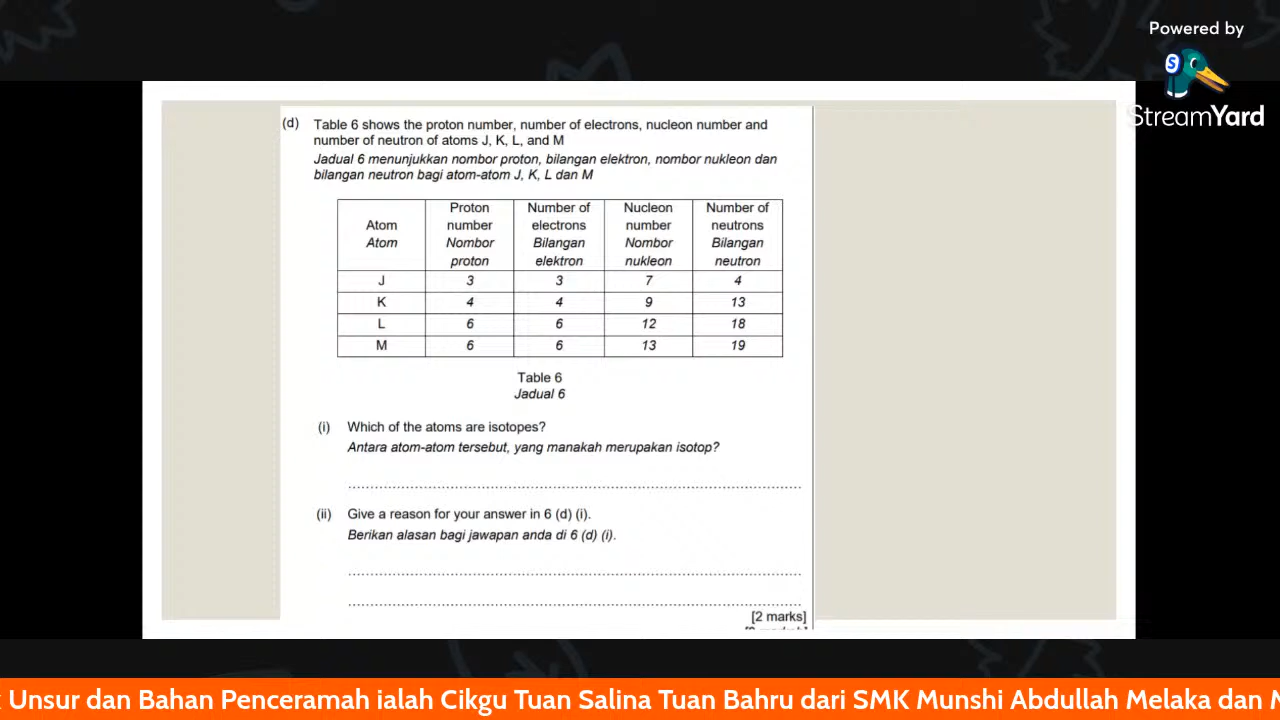 Powered by
StreamYard
(d) Table 6 shows the proton number, number of electrons, nucleon number and
number of neutron of atoms J, K, L, and M
Jadual 6 menunjukkan nombor proton, bilangan elektron, nombor nukleon dan
bilangan neutron bagi atom-atom J, K, L dan M
Atom Atom | Proton number Nombor proton | Number of electrons Bilangan elektron | Nucleon number Nombor nukleon | Number of neutrons Bilangan neutron
J 3 3 7 4
K 4 4 9 13
L 6 6 12 18
M 6 6 13 19
Table 6
Jadual 6
(i) Which of the atoms are isotopes?
Antara atom-atom tersebut, yang manakah merupakan isotop?
(ii) Give a reason for your answer in 6 (d) (i).
Berikan alasan bagi jawapan anda di 6 (d) (i).
[2 marks]
Unsur dan Bahan Penceramah ialah Cikgu Tuan Salina Tuan Bahru dari SMK Munshi Abdullah Melaka dan